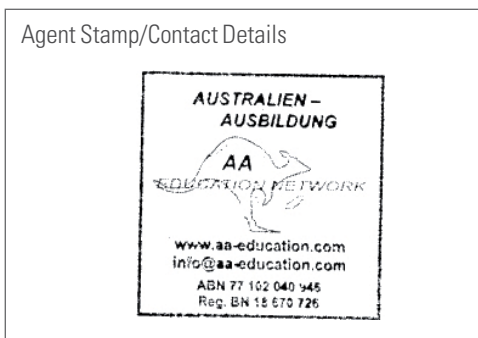 Agent Stamp/Contact Details
AUSTRALIEN –
AUSBILDUNG
AA
EDUCATION NETWORK
www.aa-education.com
info@aa-education.com
ABN 77 102 040 946
Reg. BN 18 670 726